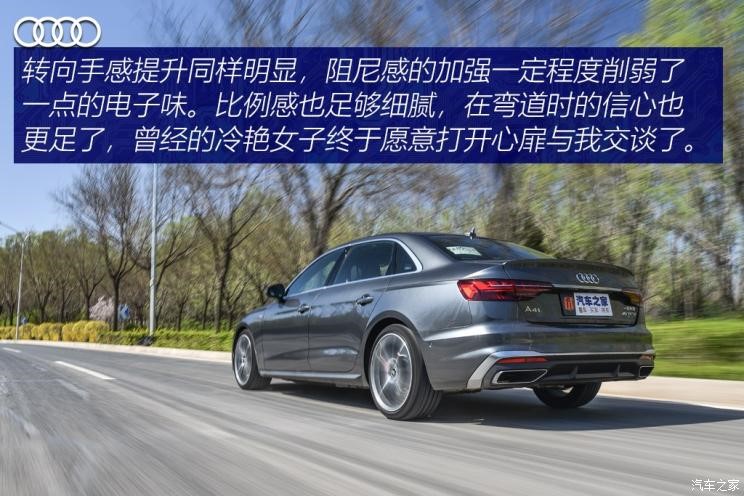 转向手感提升同样明显，阻尼感的加强一定程度削弱了
一点的电子味。比例感也足够细腻，在弯道时的信心也
更足了，曾经的冷艳女子终于愿意打开心扉与我交谈了。
汽车之家
A4L
汽车之家